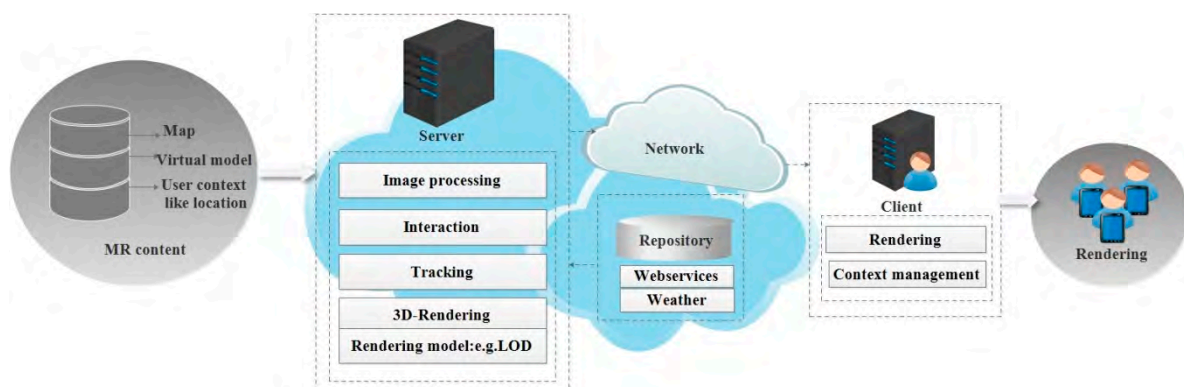 Map
Virtual model
User context
like location
MR content
Server
Image processing
Interaction
Tracking
3D-Rendering
Rendering model:e.g.LOD
Network
Repository
Webservices
Weather
Client
Rendering
Context management
Rendering